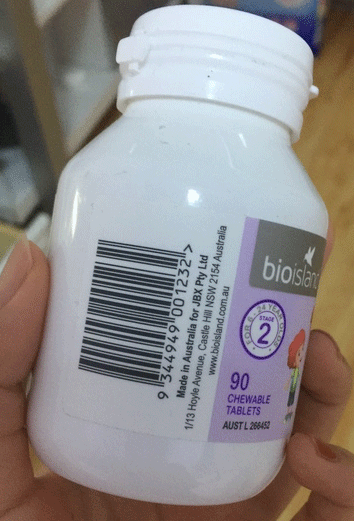 9 344949 001232 >
Made in Australia for JBX Pty Ltd
1/13 Hoyle Avenue, Castle Hill NSW 2154 Australia
www.bioisland.com.au
bioisland
STAGE
2
90
CHEWABLE
TABLETS
AUST L 266452